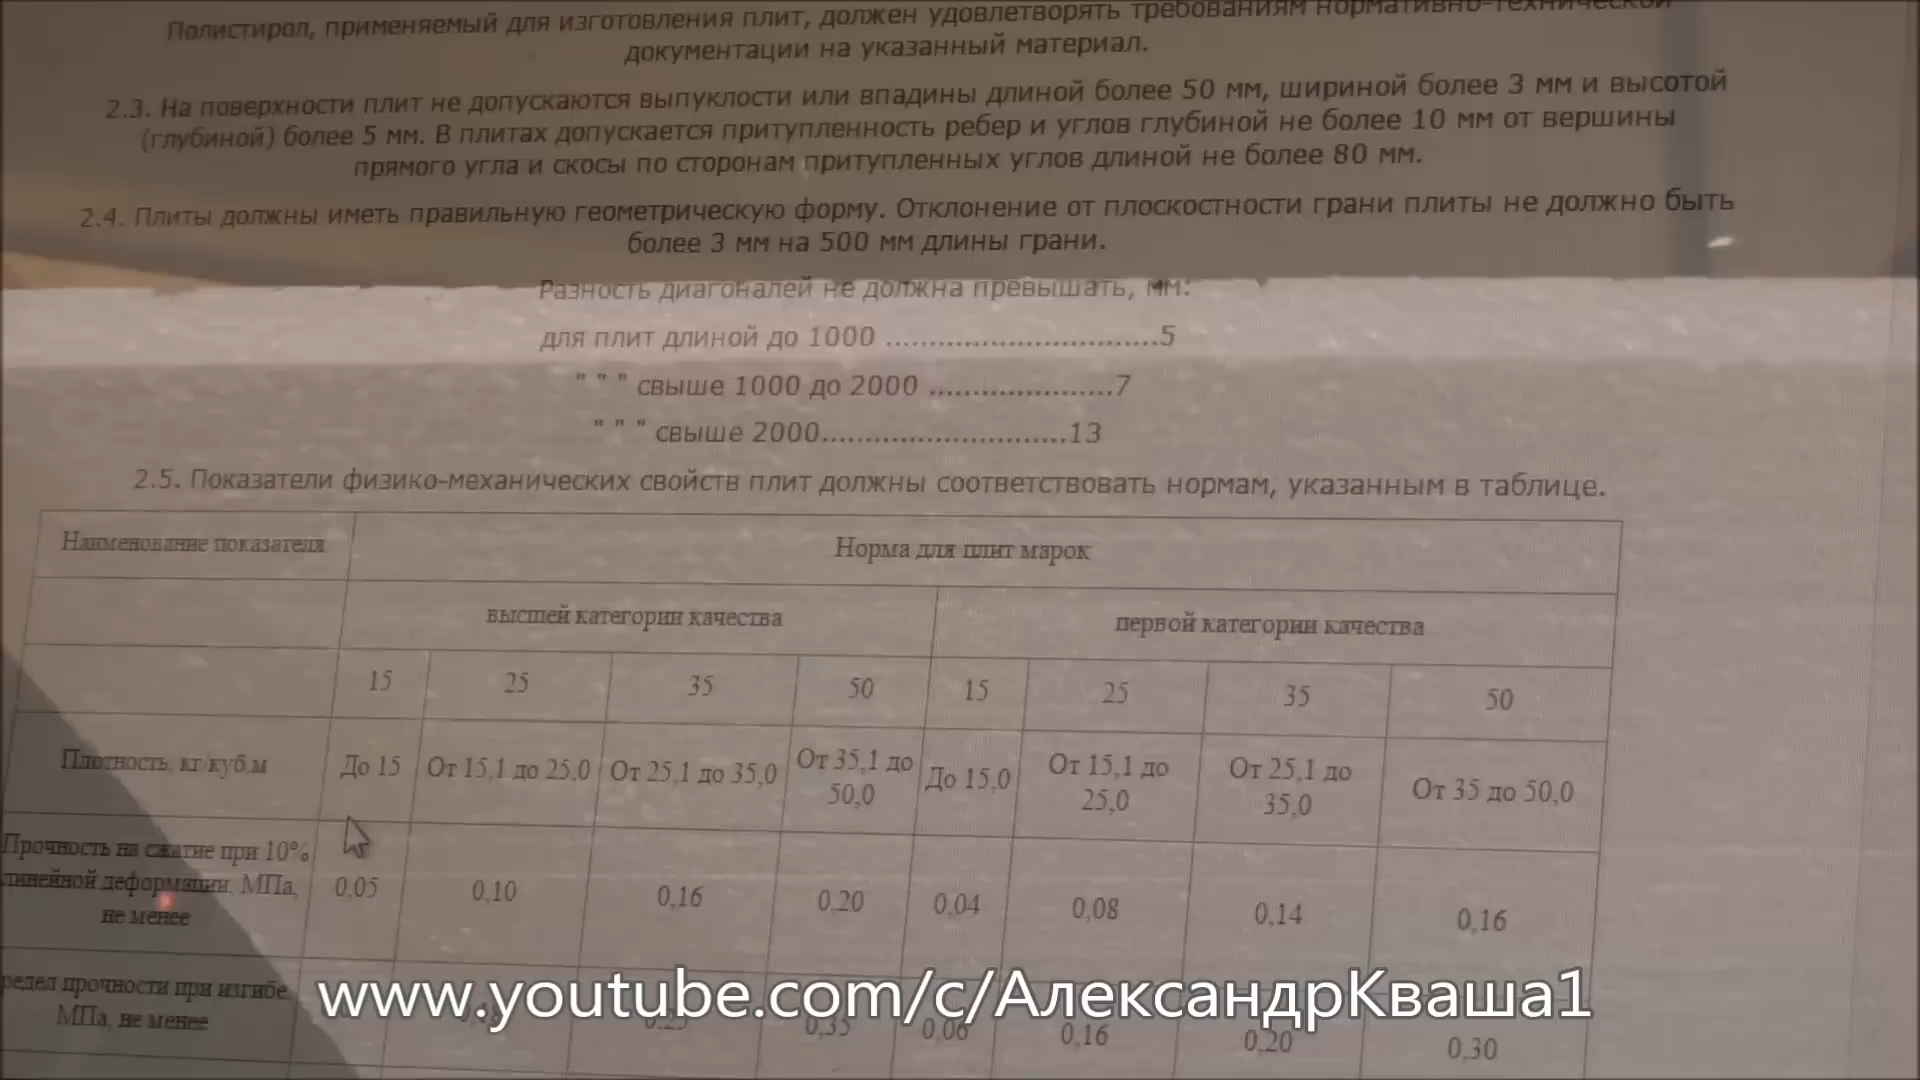 Полистирол, применяемый для изготовления плит, должен удовлетворять требованиям нормативно-технической
документации на указанный материал.
2.3. На поверхности плит не допускаются выпуклости или впадины длиной более 50 мм, шириной более 3 мм и высотой
(глубиной) более 5 мм. В плитах допускается притупленность ребер и углов глубиной не более 10 мм от вершины
прямого угла и скосы по сторонам притупленных углов длиной не более 80 мм.
2.4. Плиты должны иметь правильную геометрическую форму. Отклонение от плоскостности грани плиты не должно быть
более 3 мм на 500 мм длины грани.
Разность диагоналей не должна превышать, мм:
для плит длиной до 1000 ...............................5
" " " свыше 1000 до 2000 .....................7
" " " свыше 2000............................13
2.5. Показатели физико-механических свойств плит должны соответствовать нормам, указанным в таблице.
Наименование показателя Норма для плит марок
высшей категории качества первой категории качества
15 25 35 50 15 25 35 50
Плотность, кг/куб.м До 15 От 15,1 до 25,0 От 25,1 до 35,0 От 35,1 до 50,0 До 15,0 От 15,1 до 25,0 От 25,1 до 35,0 От 35 до 50,0
Прочность на сжатие при 10%
линейной деформации, МПа,
не менее
0,05 0,10 0,16 0,20 0,04 0,08 0,14 0,16
прочности при изгибе
МПа, не менее
0,35 0,06 0,16 0,20 0,30
www.youtube.com/c/АлександрКваша1